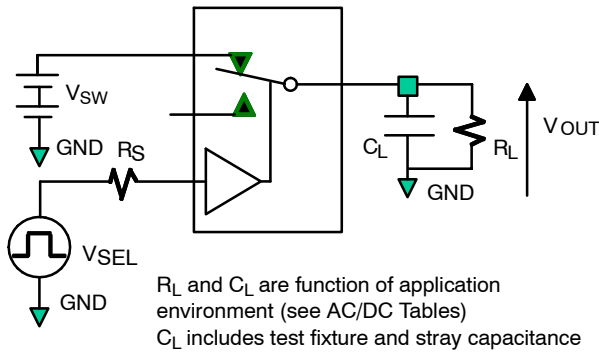 VSW
GND
RS
VSEL
GND
CL
RL
GND
VOUT
RL and CL are function of application
environment (see AC/DC Tables)
CL includes test fixture and stray capacitance